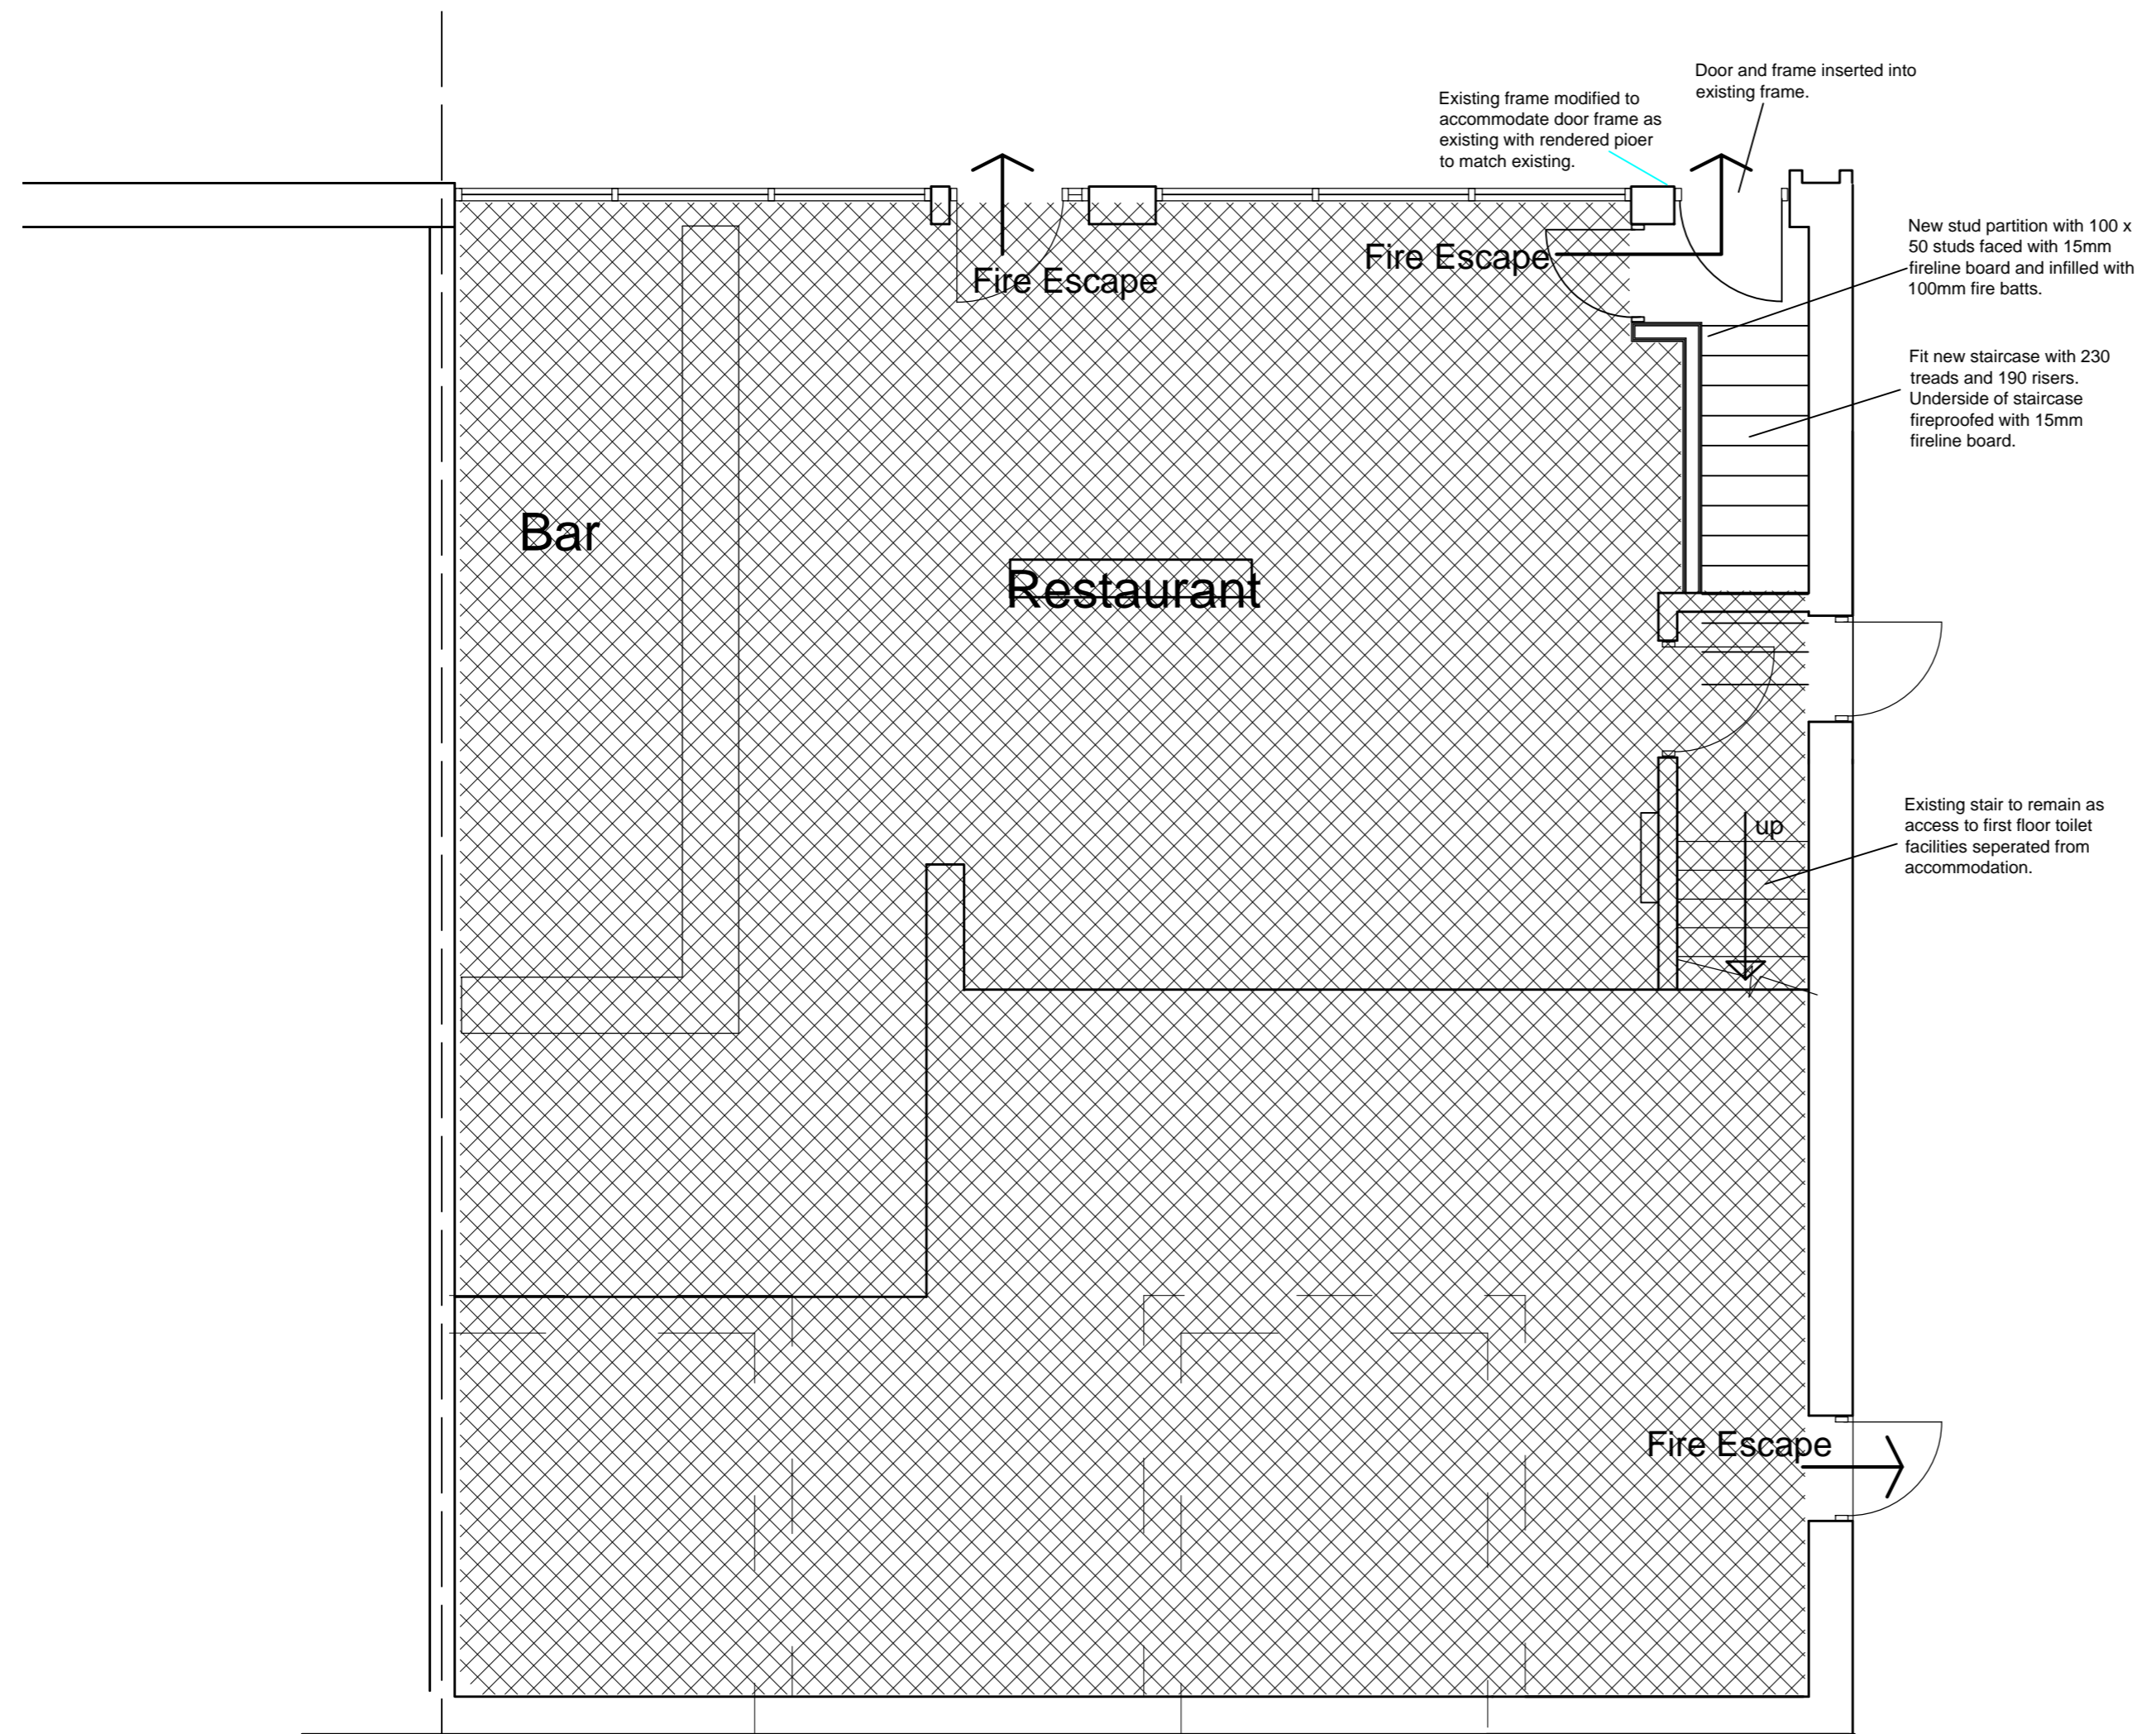 Door and frame inserted into
existing frame.
Existing frame modified to
accommodate door frame as
existing with rendered pioer
to match existing.
New stud partition with 100 x
50 studs faced with 15mm
fireline board and infilled with
100mm fire batts.
Fire Escape
Fire Escape
Fit new staircase with 230
treads and 190 risers.
Underside of staircase
fireproofed with 15mm
fireline board.
Bar
Restaurant
Existing stair to remain as
access to first floor toilet
facilities seperated from
accommodation.
up
Fire Escape